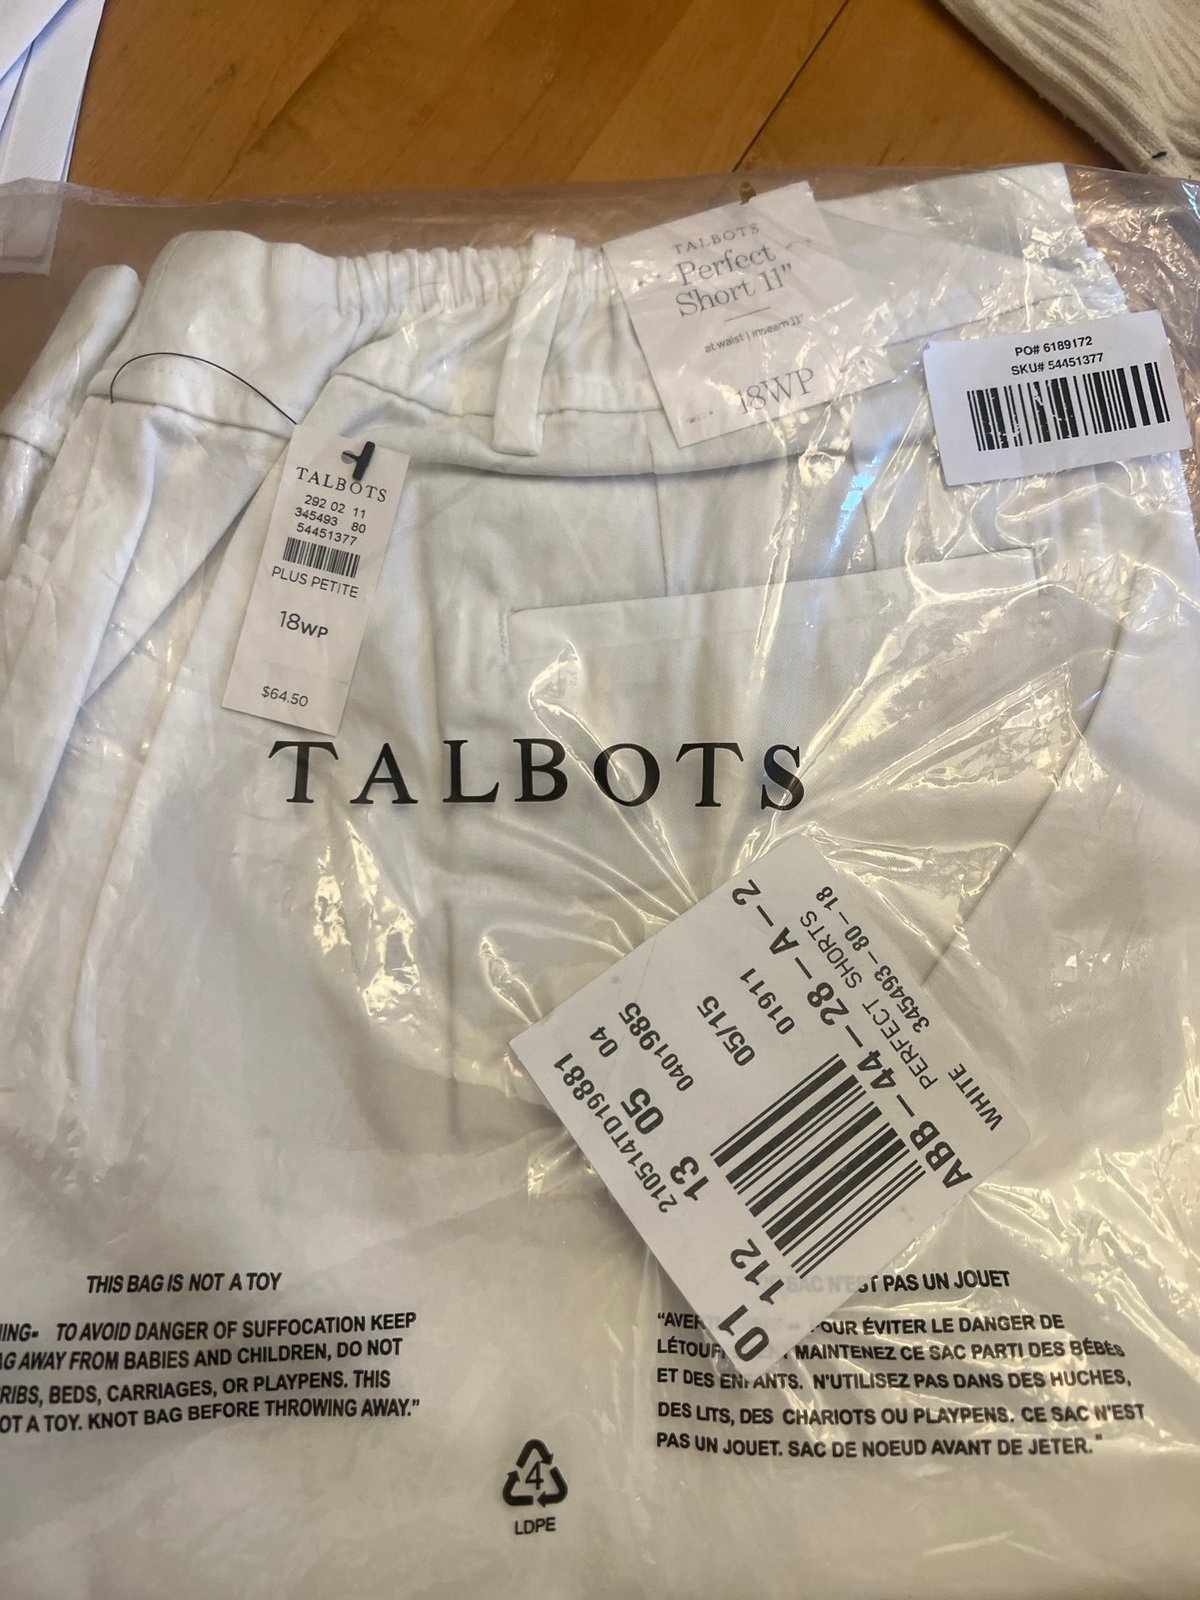 TALBOTS
Perfect
Short 11"
at waist | inseam 11"
18WP
PO# 6189172
SKU# 54451377
TALBOTS
292 02 11
345493 80
54451377
PLUS PETITE
18WP
$64.50
TALBOTS
WHITE
PERFECT SHORTS
345493-80-18
ABB-44-28-A-2
01911
05/15
0401985
13 05 04
210514TD19881
01 112
THIS BAG IS NOT A TOY
TO AVOID DANGER OF SUFFOCATION KEEP
AWAY FROM BABIES AND CHILDREN, DO NOT
BEDS, CARRIAGES, OR PLAYPENS. THIS
A TOY. KNOT BAG BEFORE THROWING AWAY."
SAC N'EST PAS UN JOUET
POUR ÉVITER LE DANGER DE
MAINTENEZ CE SAC PARTI DES BÉBÉS
ET DES ENFANTS. N'UTILISEZ PAS DANS DES HUCHES,
DES LITS, DES CHARIOTS OU PLAYPENS. CE SAC N'EST
PAS UN JOUET. SAC DE NOEUD AVANT DE JETER."
4
LDPE